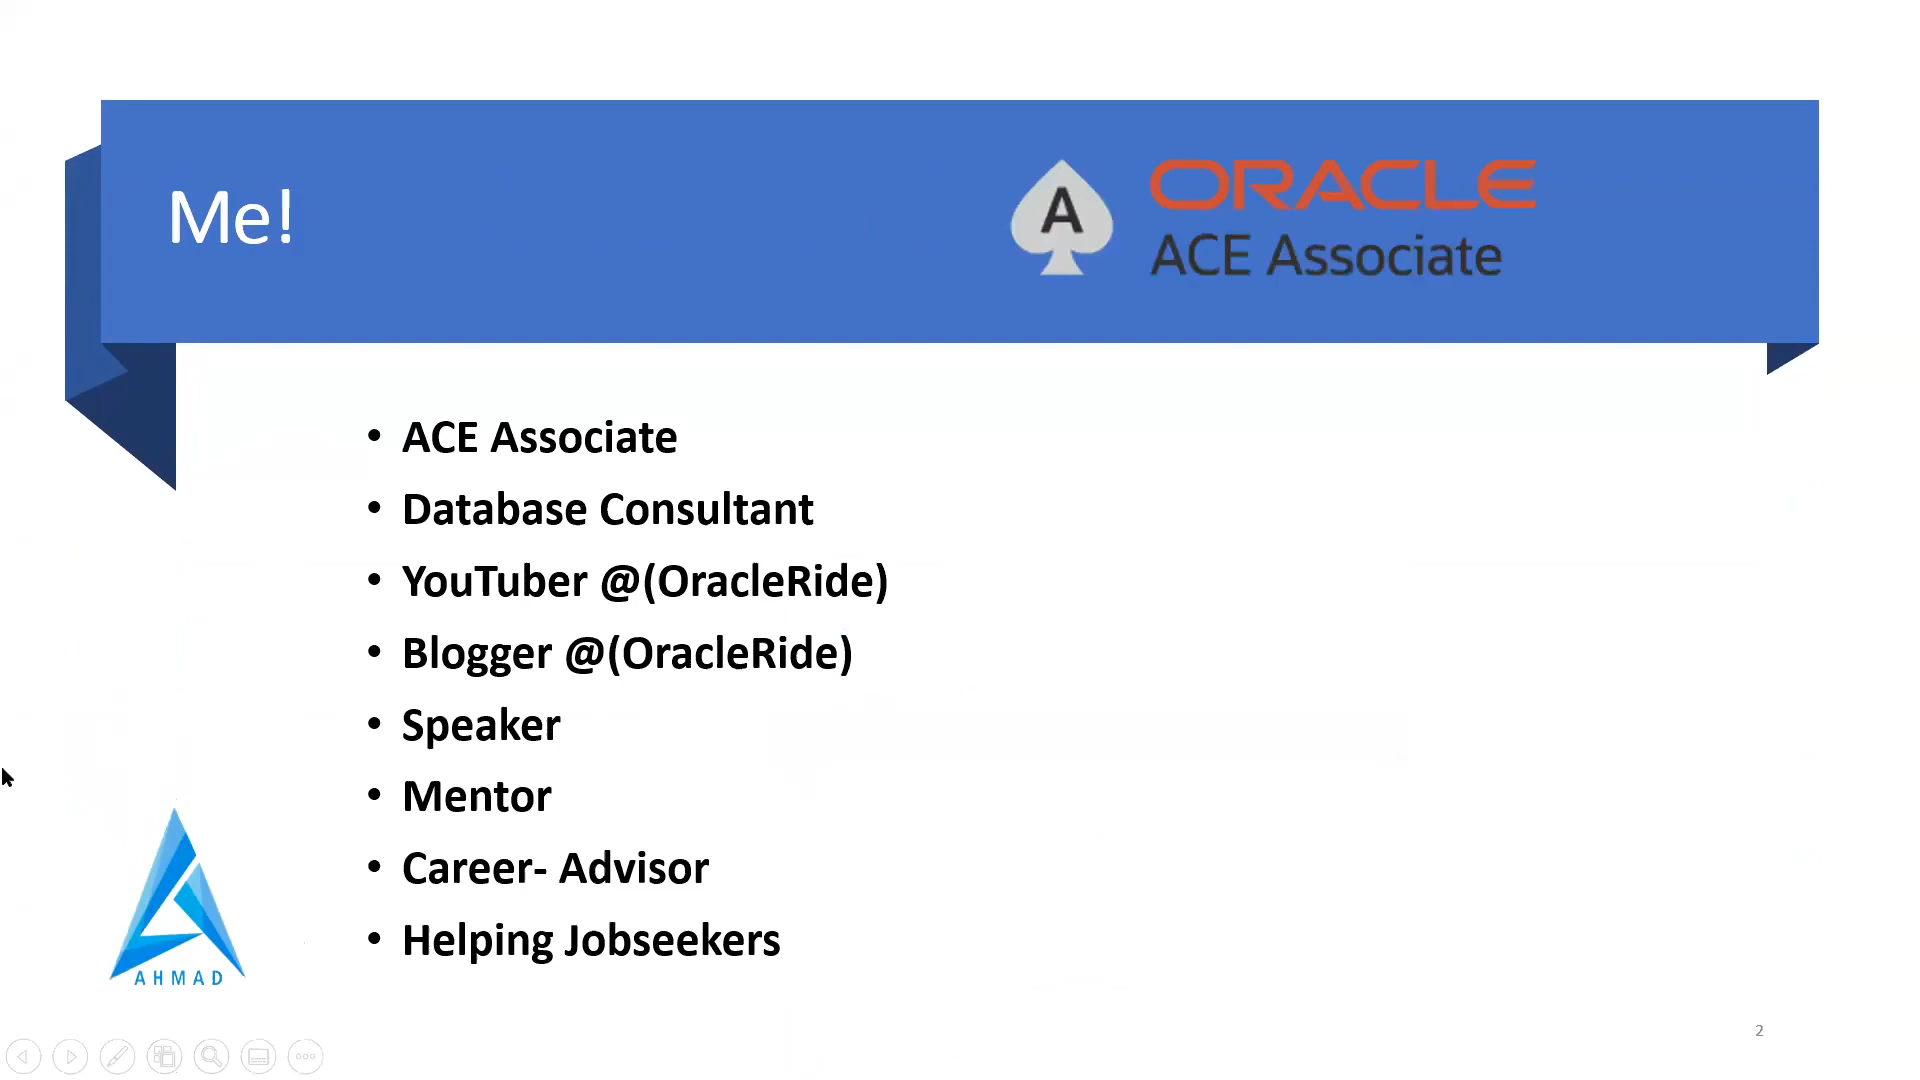 Me!
A
ORACLE
ACE Associate
• ACE Associate
• Database Consultant
• YouTuber @(OracleRide)
• Blogger @(OracleRide)
• Speaker
• Mentor
• Career- Advisor
• Helping Jobseekers
AHMAD
2